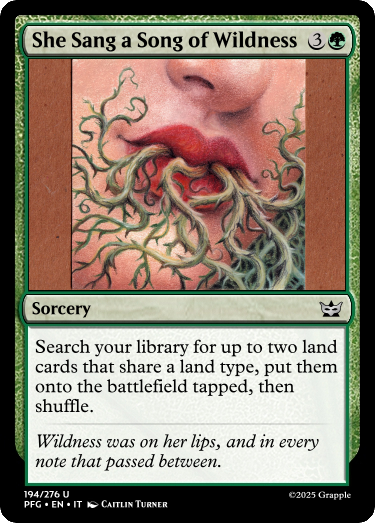 She Sang a Song of Wildness 3
Sorcery
Search your library for up to two land
cards that share a land type, put them
onto the battlefield tapped, then
shuffle.
Wildness was on her lips, and in every
note that passed between.
194/276 U
PFG • EN • IT Caitlin Turner
©2025 Grapple